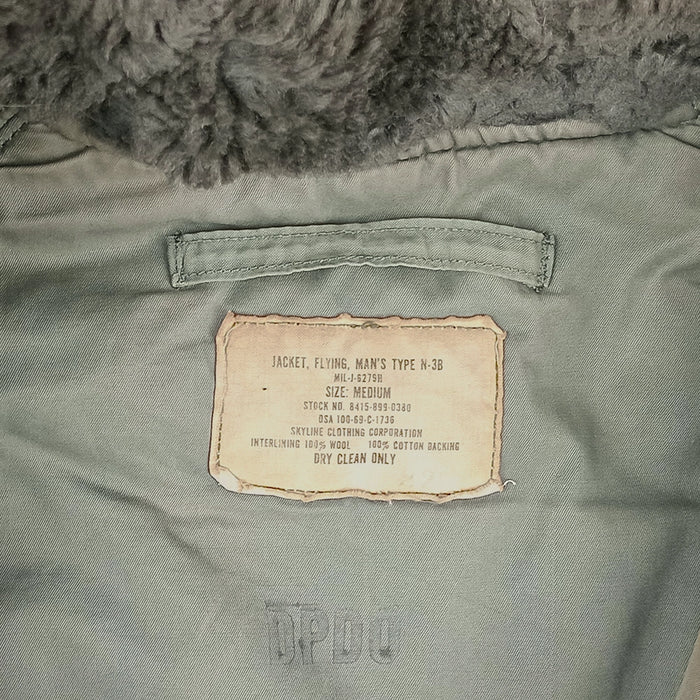 JACKET, FLYING, MAN'S TYPE N-3B
MIL-J-6279H
SIZE: MEDIUM
STOCK NO. 8415-899-0380
DSA 100-69-C-1736
SKYLINE CLOTHING CORPORATION
INTERLINING 100% WOOL 100% COTTON BACKING
DRY CLEAN ONLY
DPDO